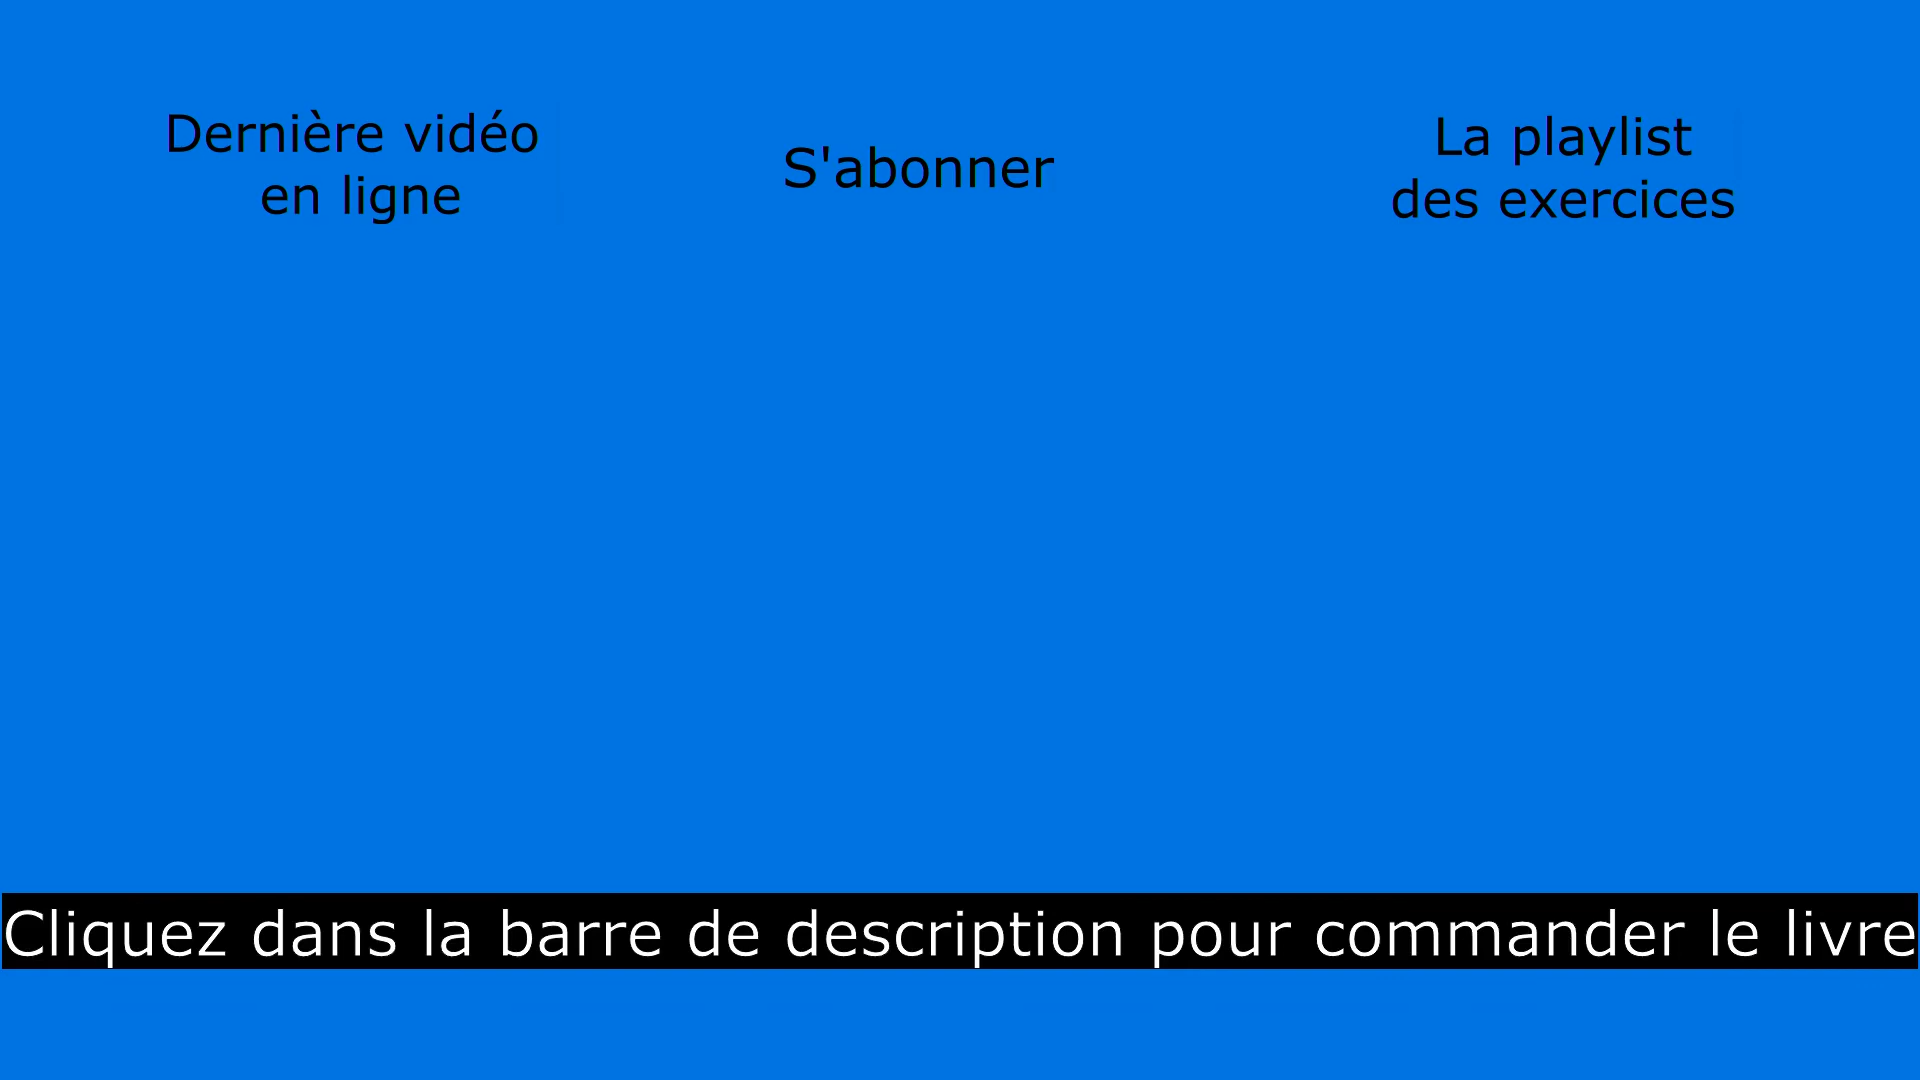 Dernière vidéo
en ligne
S'abonner
La playlist
des exercices
Cliquez dans la barre de description pour commander le livre